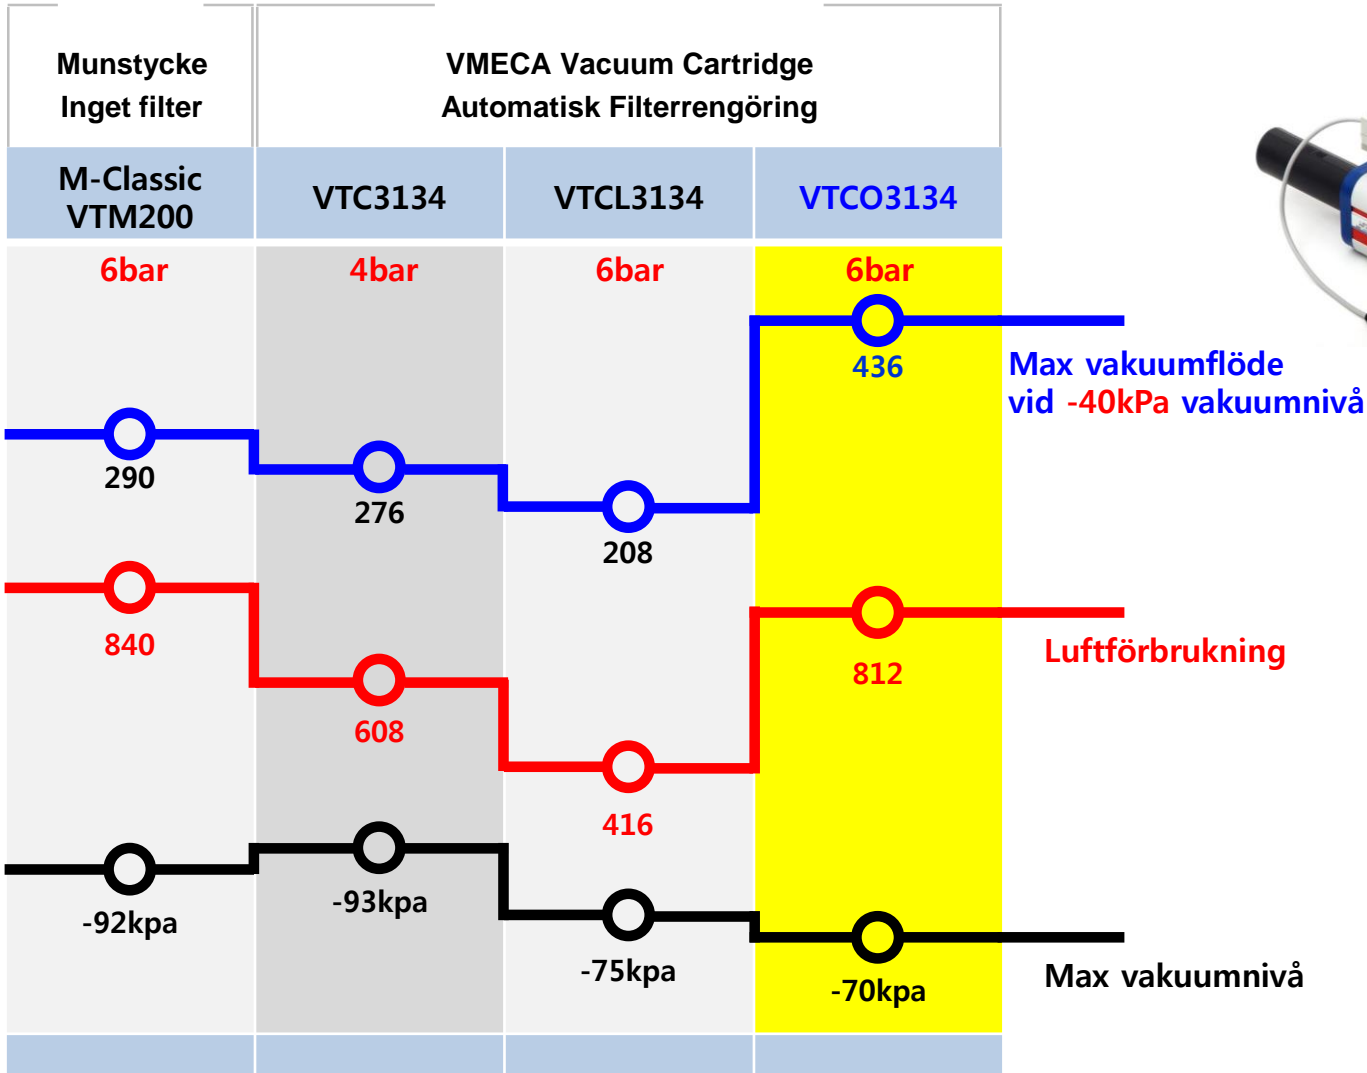 Munstycke
Inget filter
VMECA Vacuum Cartridge
Automatisk Filterrengöring
M-Classic
VTM200
VTC3134
VTCL3134
VTCO3134
6bar
4bar
6bar
6bar
436
Max vakuumflöde
vid -40kPa vakuumnivå
290
276
208
840
608
416
812
Luftförbrukning
-92kpa
-93kpa
-75kpa
-70kpa
Max vakuumnivå